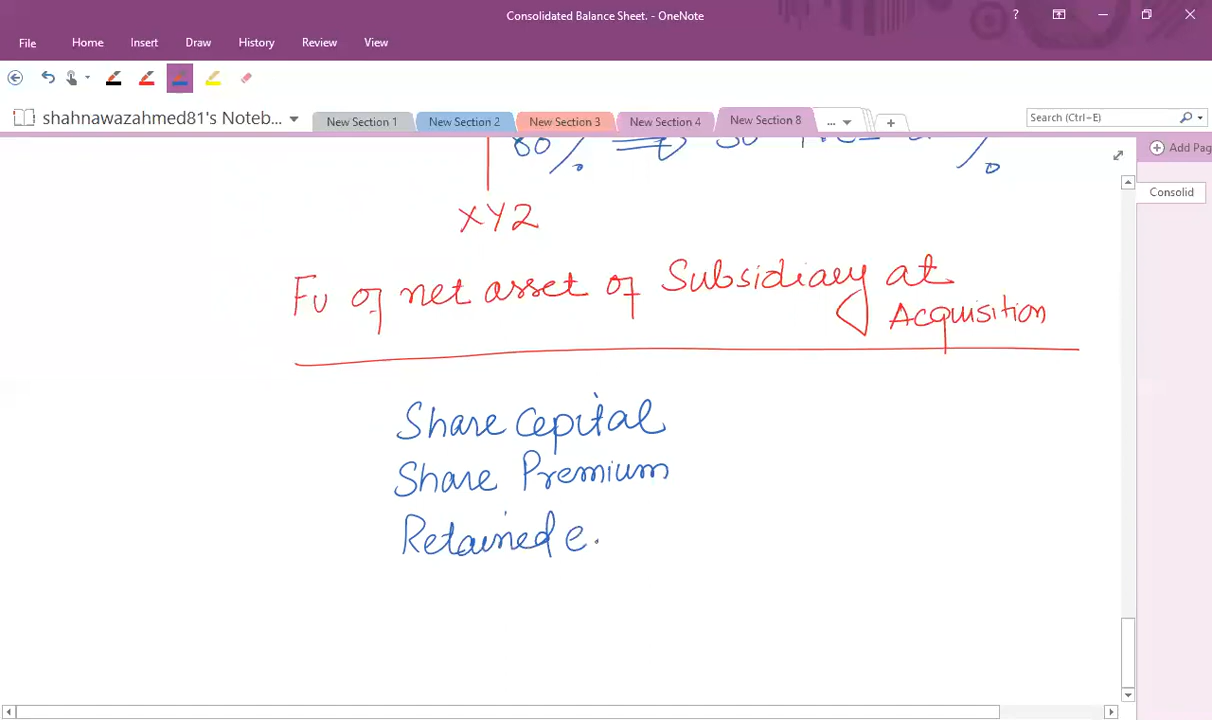 Consolidated Balance Sheet. - OneNote
?
File Home Insert Draw History Review View
shahnawazahmed81's Noteb... New Section 1 New Section 2 New Section 3 New Section 4 New Section 8 ... + Search (Ctrl+E)
Add Pag
Consolid
80%
%
XYZ
Fv of net asset of Subsidiary at
Acquisition
Share Capital
Share Premium
Retained e.